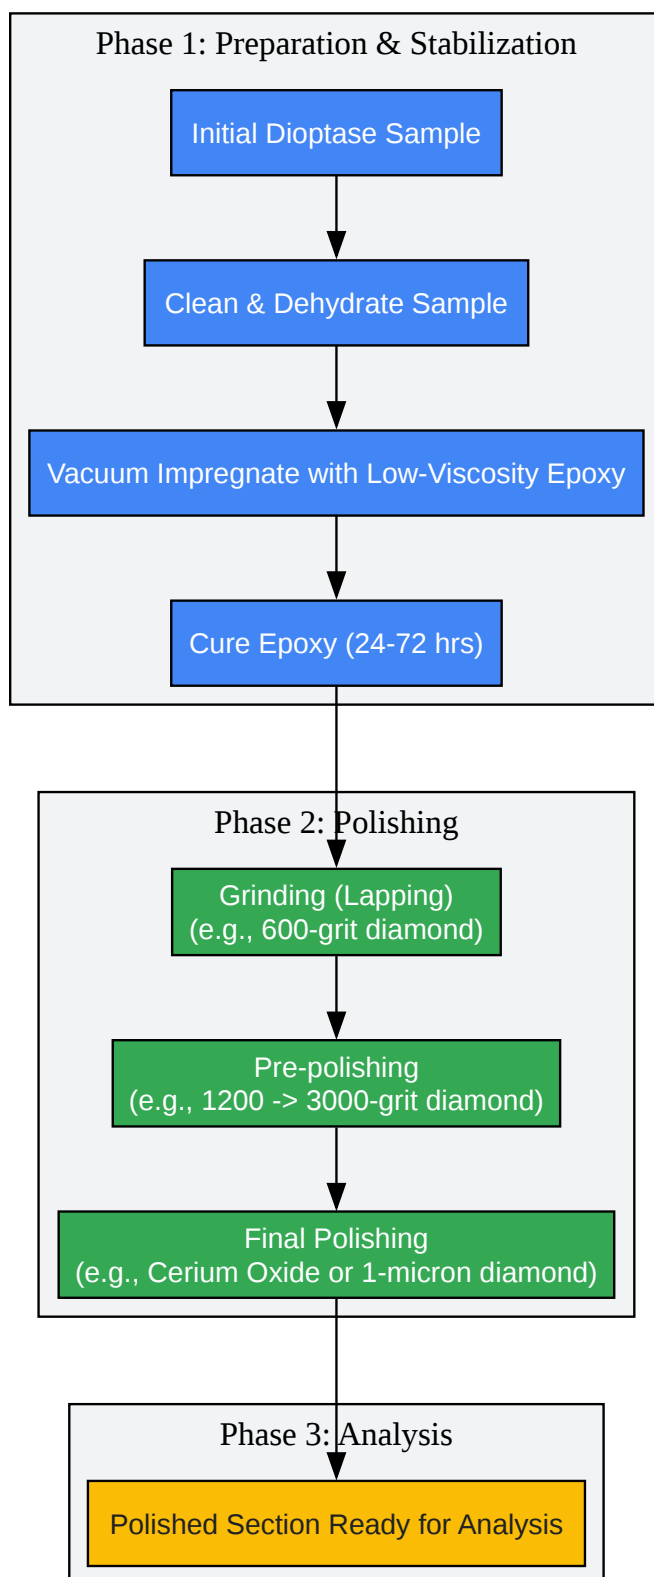 Phase 1: Preparation & Stabilization
Initial Dioptase Sample
Clean & Dehydrate Sample
Vacuum Impregnate with Low-Viscosity Epoxy
Cure Epoxy (24-72 hrs)
Phase 2: Polishing
Grinding (Lapping)
(e.g., 600-grit diamond)
Pre-polishing
(e.g., 1200 -> 3000-grit diamond)
Final Polishing
(e.g., Cerium Oxide or 1-micron diamond)
Phase 3: Analysis
Polished Section Ready for Analysis